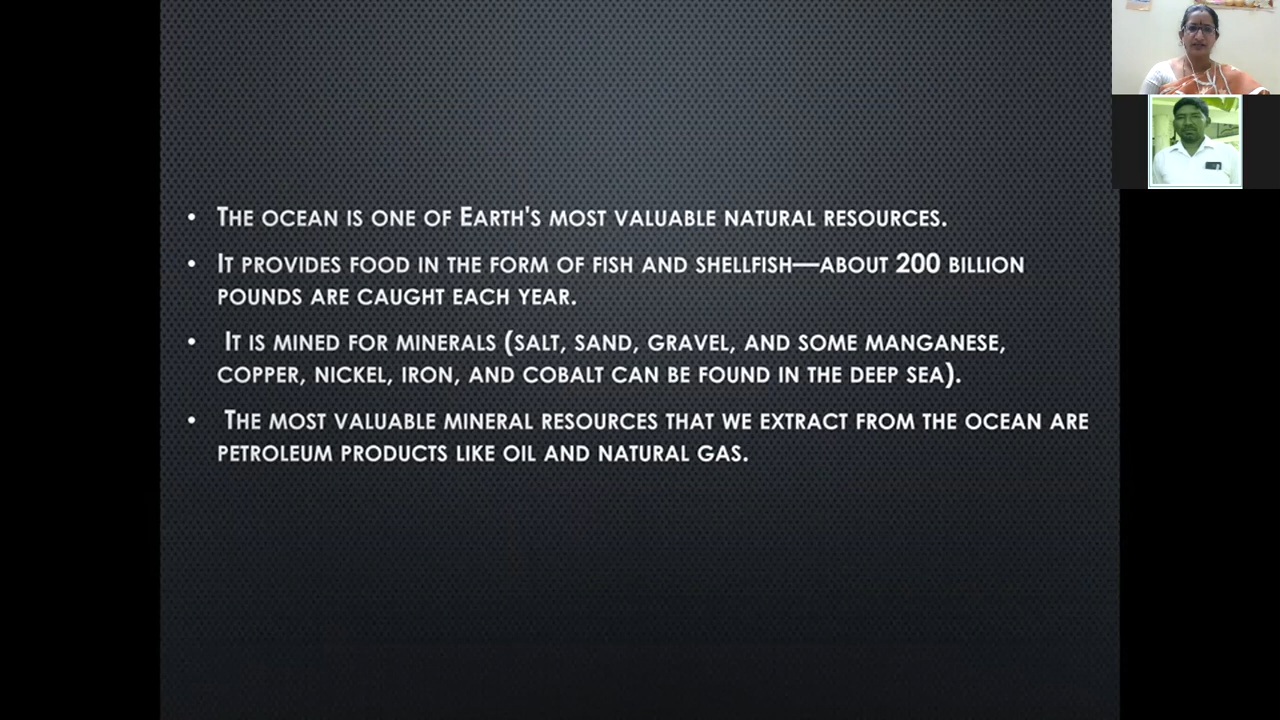 • The ocean is one of Earth's most valuable natural resources.
• It provides food in the form of fish and shellfish—about 200 billion
pounds are caught each year.
• It is mined for minerals (salt, sand, gravel, and some manganese,
copper, nickel, iron, and cobalt can be found in the deep sea).
• The most valuable mineral resources that we extract from the ocean are
petroleum products like oil and natural gas.